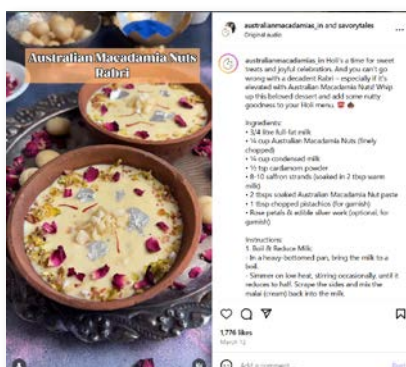 Australian Macadamia Nuts
Rabri
australianmacadamias_in and savorytales
Original audio
australianmacadamias_in Holi's a time for sweet
treats and joyful celebration. And you can't go
wrong with a decadent Rabri – especially if it's
elevated with Australian Macadamia Nuts! Whip
up this beloved dessert and add some nutty
goodness to your Holi menu.
Ingredients:
• 3/4 litre full-fat milk
• ¼ cup Australian Macadamia Nuts (finely
chopped)
• ¼ cup condensed milk
• ½ tsp cardamom powder
• 8-10 saffron strands (soaked in 2 tbsp warm
milk)
• 2 tbsps soaked Australian Macadamia Nut paste
• 1 tbsp chopped pistachios (for garnish)
• Rose petals & edible silver work (optional, for
garnish)
Instructions:
1. Boil & Reduce Milk:
- In a heavy-bottomed pan, bring the milk to a
boil.
- Simmer on low heat, stirring occasionally, until it
reduces to half. Scrape the sides and mix the
malai (cream) back into the milk.
1,776 likes
March 12
Add a comment...
Post